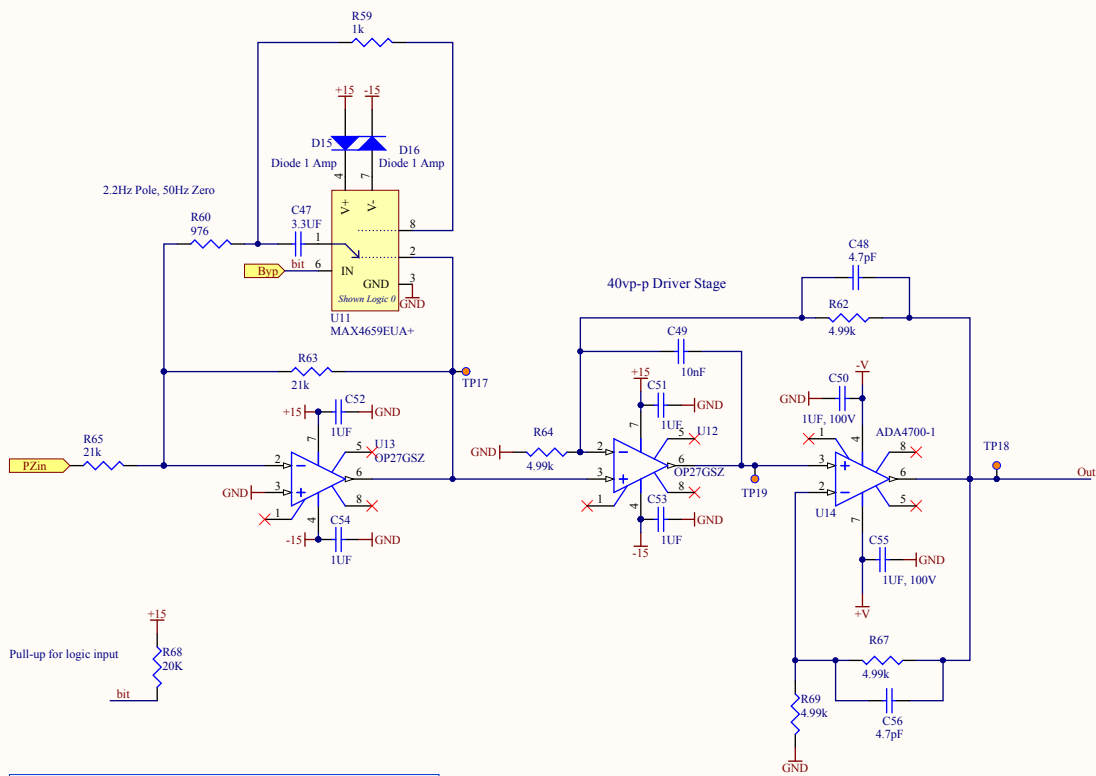 R59
1k
+15
-15
D15
D16
Diode 1 Amp
Diode 1 Amp
4
7
2.2Hz Pole, 50Hz Zero
V+
V-
R60
976
C47
3.3UF
1
8
2
bit
Byp
6
IN
GND
3
GND
Shown Logic 0
U11
MAX4659EUA+
R63
21k
TP17
+15
C52
GND
1UF
7
U13
OP27GSZ
5
R65
21k
PZin
2
6
GND
3
1
8
4
C54
-15
GND
1UF
40vp-p Driver Stage
C48
4.7pF
R62
4.99k
C49
10nF
+15
C51
GND
1UF
7
U12
5
R64
4.99k
GND
2
6
OP27GSZ
3
TP19
1
8
4
C53
GND
1UF
-15
-V
C50
GND
1UF, 100V
4
1
ADA4700-1
8
TP18
3
6
Out
2
U14
5
7
C55
GND
1UF, 100V
+V
R67
4.99k
R69
4.99k
C56
4.7pF
GND
+15
Pull-up for logic input
R68
20K
bit